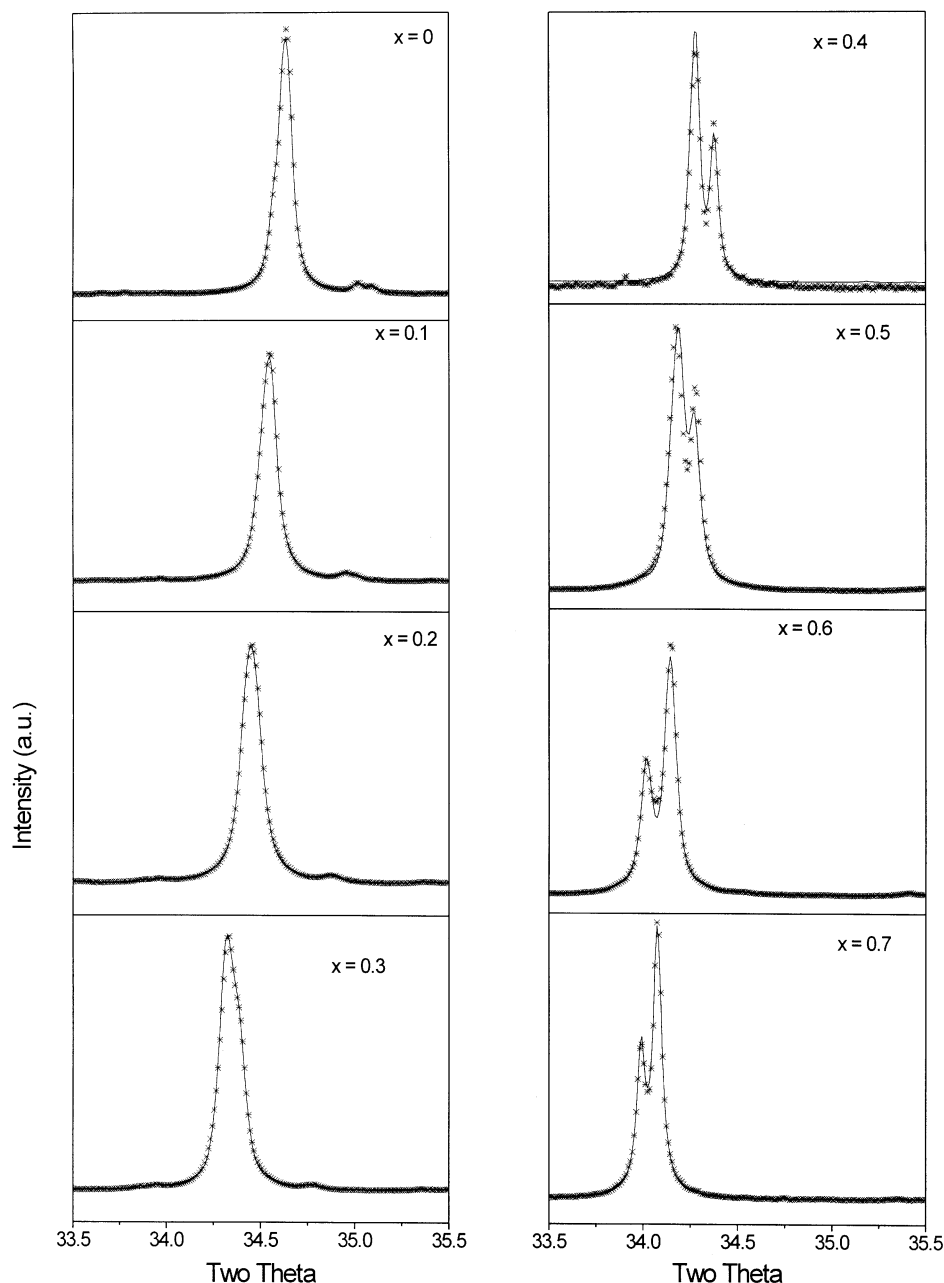 x = 0
x = 0.1
x = 0.2
x = 0.3
Intensity (a.u.)
33.5 34.0 34.5 35.0 35.5
Two Theta
x = 0.4
x = 0.5
x = 0.6
x = 0.7
33.5 34.0 34.5 35.0 35.5
Two Theta